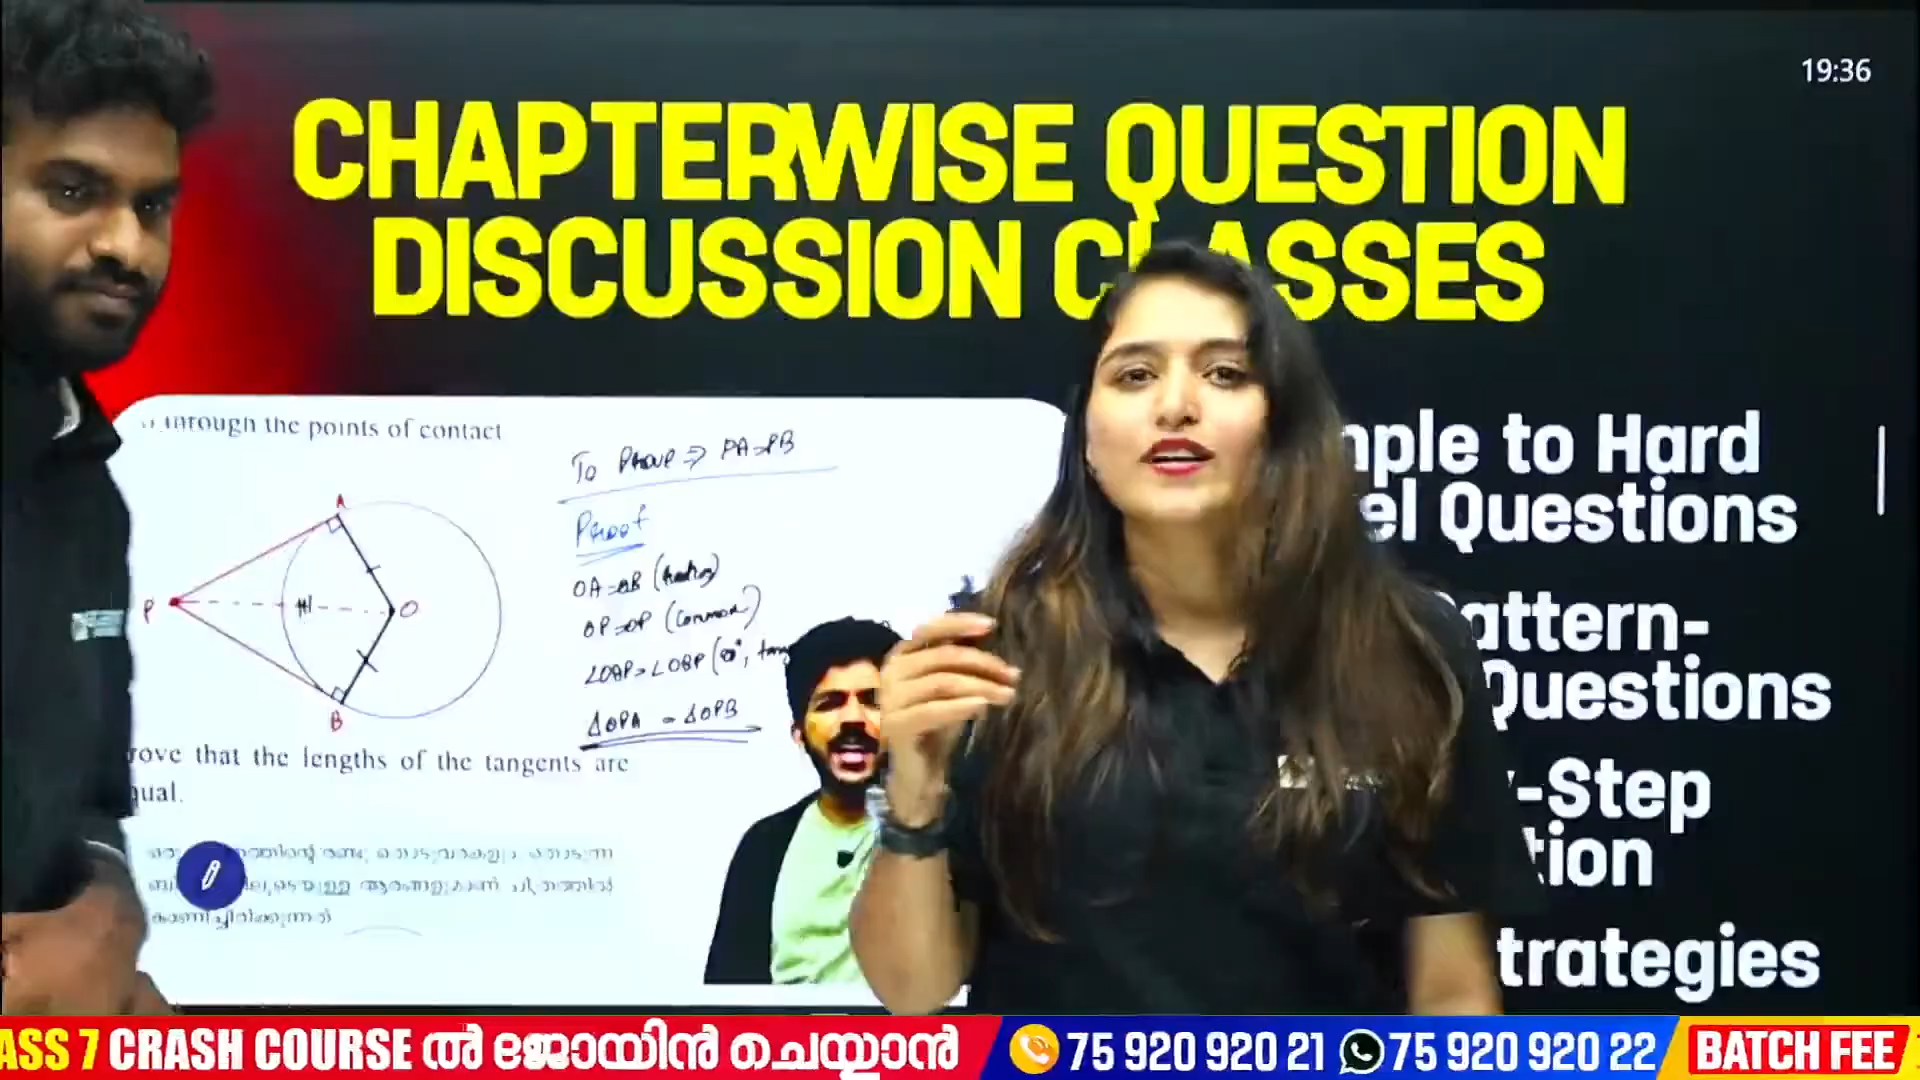 19:36
CHAPTERWISE QUESTION
DISCUSSION CLASSES
through the points of contact
To Prove ⇒ PA=PB
Proof
A
P
O
B
OA=OB (radius)
OP=OP (common)
∠OAP=∠OBP (90°,
ΔOPA = ΔOPB
rove that the lengths of the tangents are
qual.
കാണിച്ചിരിക്കുന്നത്
mple to Hard
el Questions
attern-
Questions
-Step
tion
trategies
ASS 7 CRASH COURSE ൽ ജോയിൻ ചെയ്യാൻ
75 920 920 21
75 920 920 22
BATCH FEE